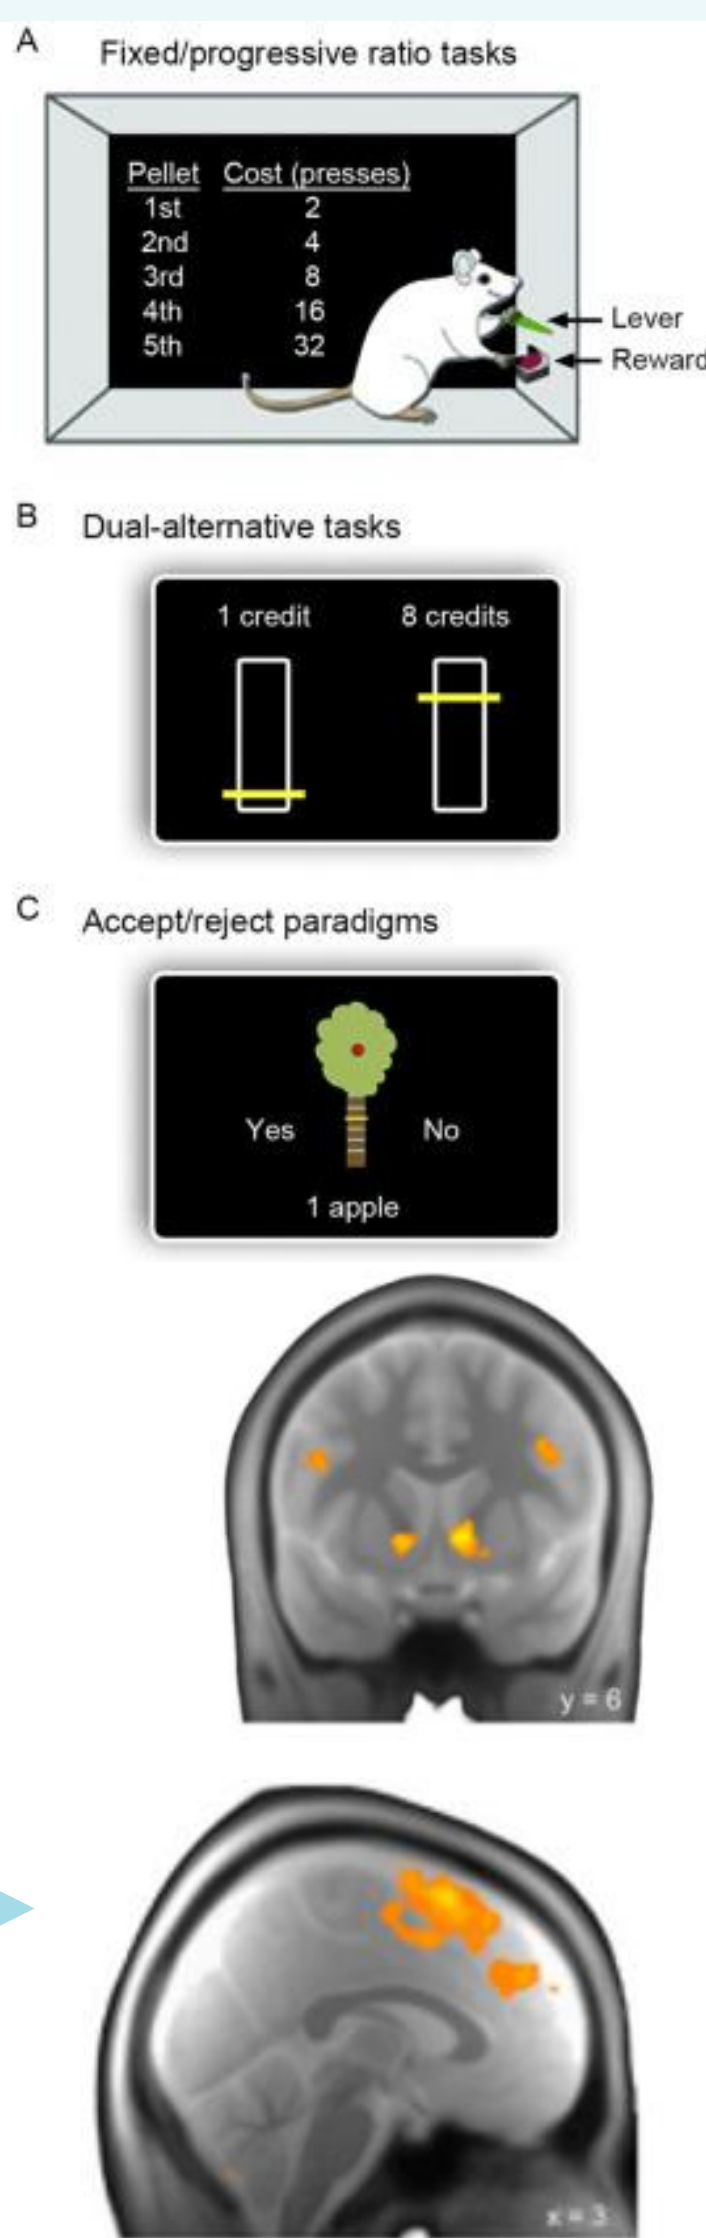 A
Fixed/progressive ratio tasks
Pellet Cost (presses)
1st 2
2nd 4
3rd 8
4th 16
5th 32
Lever
Reward
B
Dual-alternative tasks
1 credit 8 credits
C
Accept/reject paradigms
Yes No
1 apple
y = 6
x = 3